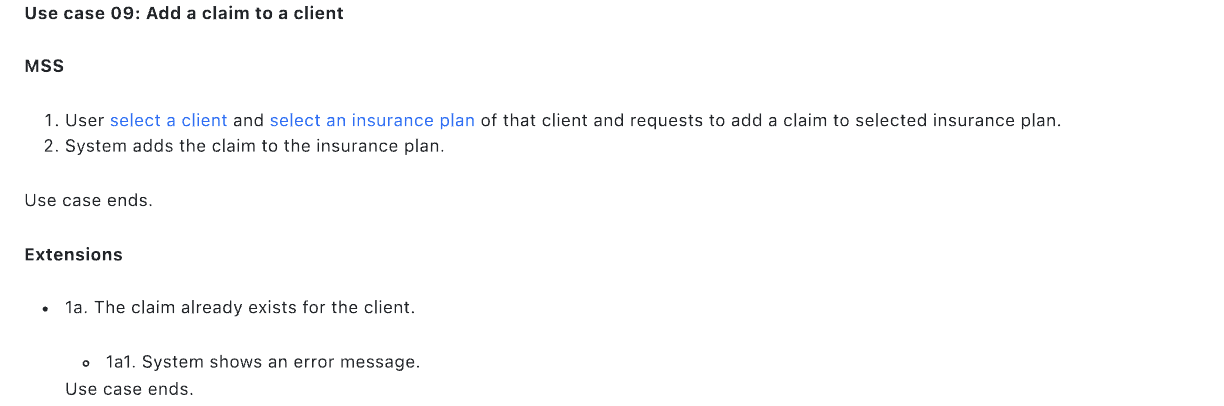 Use case 09: Add a claim to a client
MSS
1. User select a client and select an insurance plan of that client and requests to add a claim to selected insurance plan.
2. System adds the claim to the insurance plan.
Use case ends.
Extensions
• 1a. The claim already exists for the client.
◦ 1a1. System shows an error message.
Use case ends.